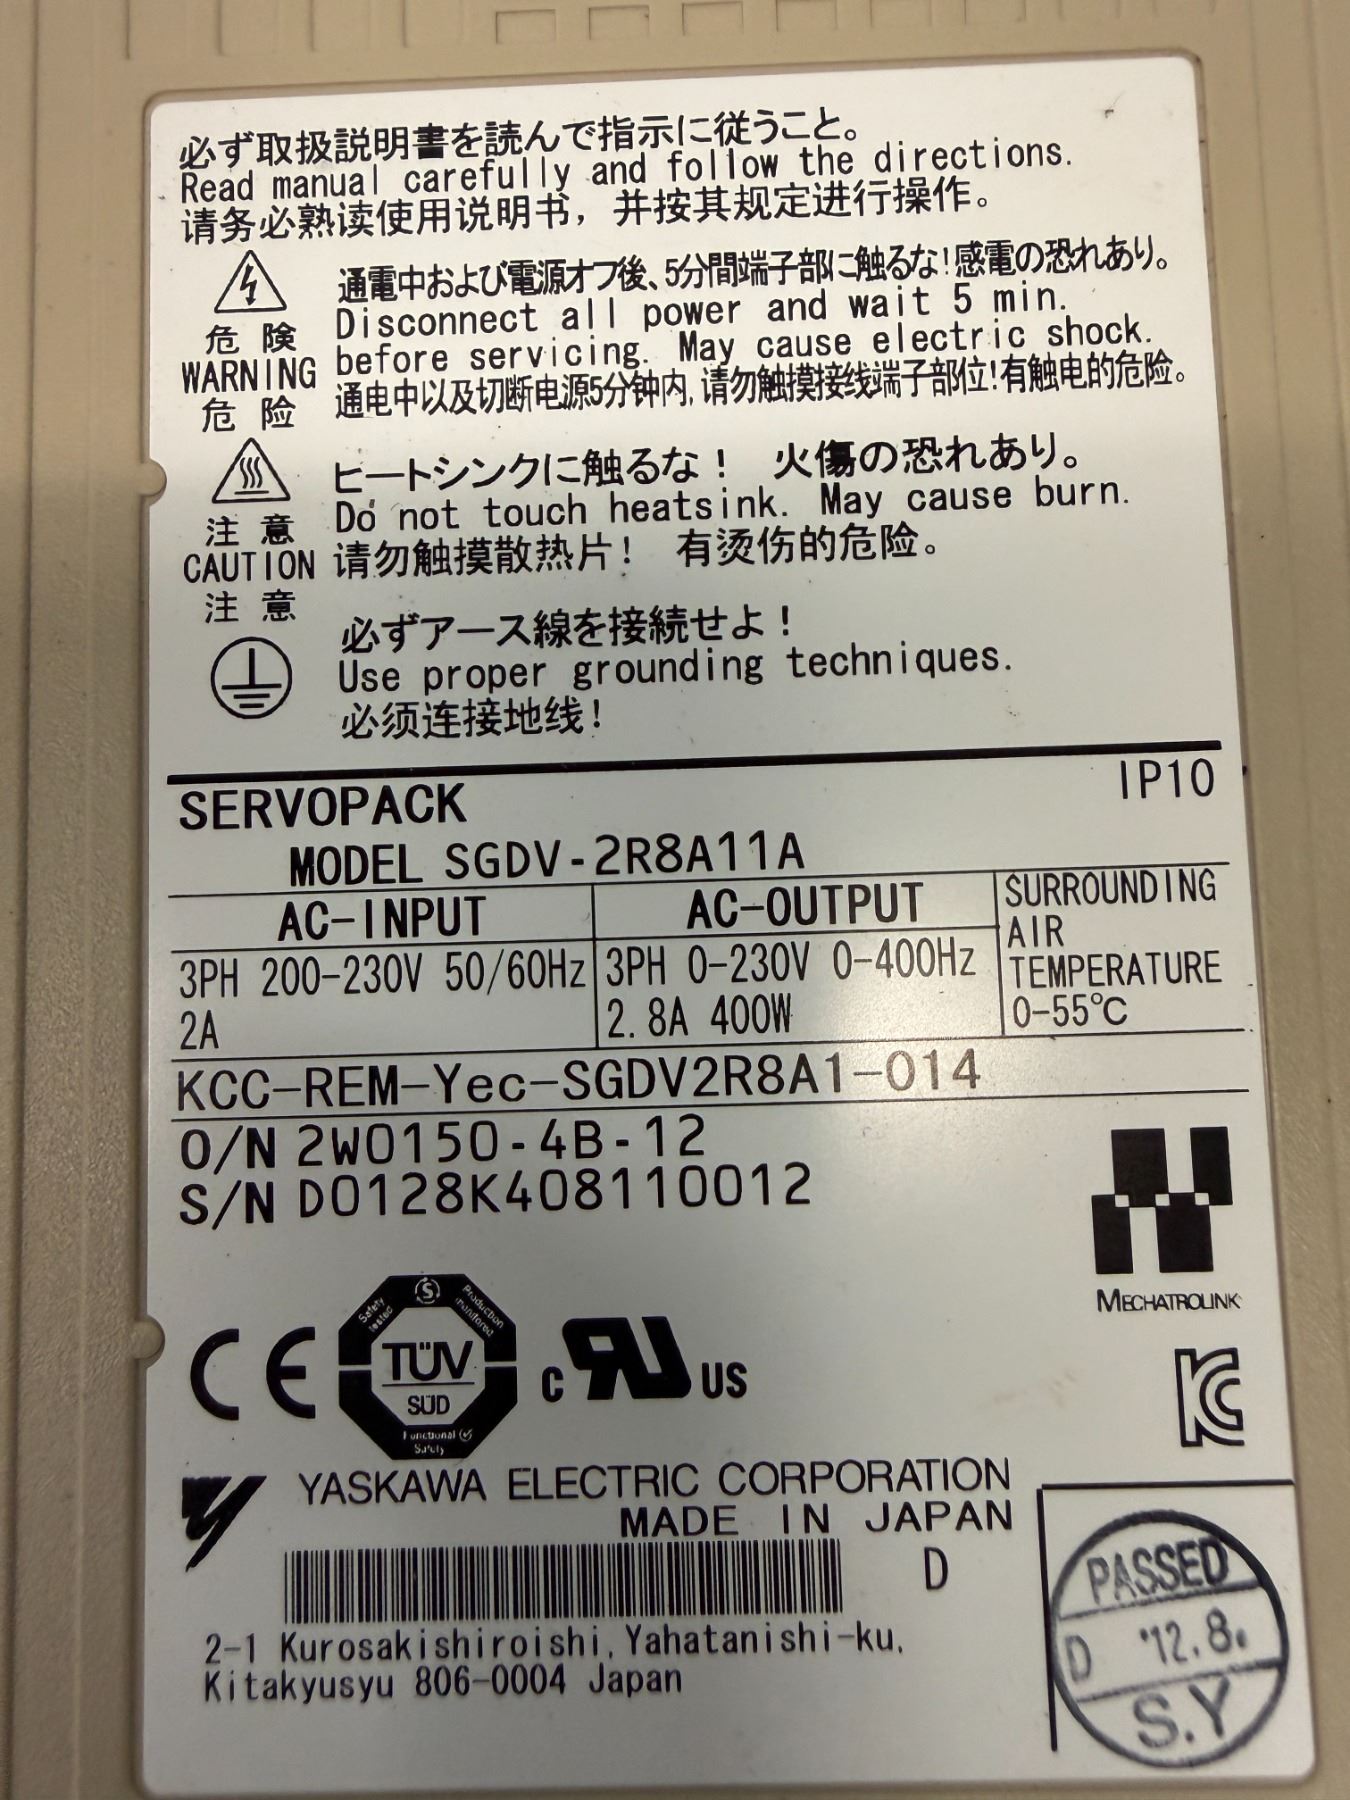 必ず取扱説明書を読んで指示に従うこと。
Read manual carefully and follow the directions.
请务必熟读使用说明书，并按其规定进行操作。
危 険
WARNING
危 险
通電中および電源オフ後、5分間端子部に触るな!感電の恐れあり。
Disconnect all power and wait 5 min.
before servicing. May cause electric shock.
通电中以及切断电源5分钟内, 请勿触摸接线端子部位!有触电的危险。
注 意
CAUTION
注 意
ヒートシンクに触るな! 火傷の恐れあり。
Do not touch heatsink. May cause burn.
请勿触摸散热片! 有烫伤的危险。
必ずアース線を接続せよ!
Use proper grounding techniques.
必须连接地线!
SERVOPACK
IP10
MODEL SGDV-2R8A11A
AC-INPUT
3PH 200-230V 50/60Hz
2A
AC-OUTPUT
3PH 0-230V 0-400Hz
2.8A 400W
SURROUNDING
AIR
TEMPERATURE
0-55℃
KCC-REM-Yec-SGDV2R8A1-014
O/N 2W0150-4B-12
S/N D0128K408110012
MECHATROLINK
CE
Safety tested
S
Production monitored
TÜV
SÜD
Functional
Safety
c RU US
KC
YASKAWA ELECTRIC CORPORATION
MADE IN JAPAN
D
2-1 Kurosakishiroishi, Yahatanishi-ku,
Kitakyusyu 806-0004 Japan
PASSED
D '12.8.
S.Y